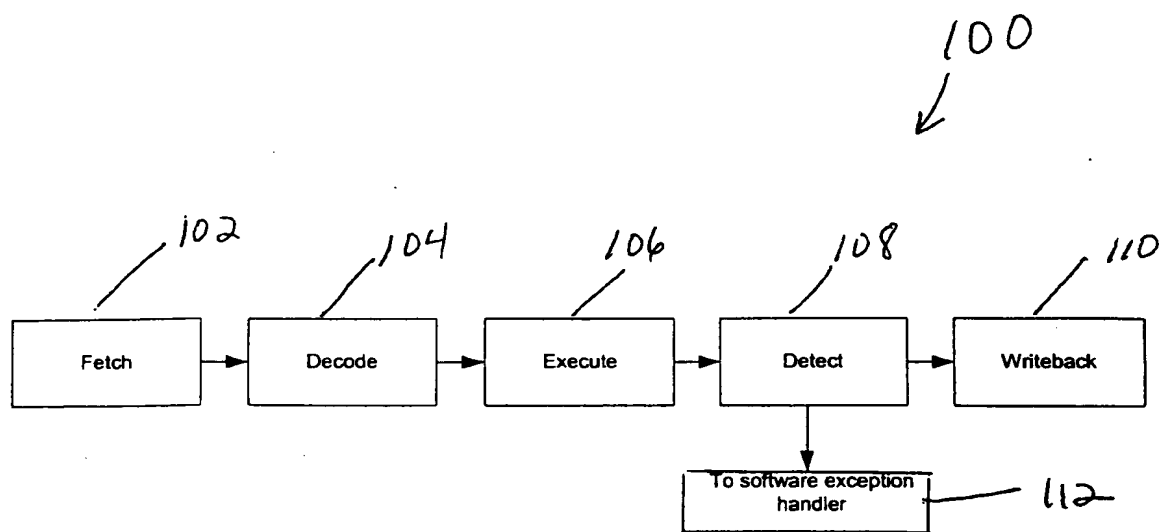 100
102
104
106
108
110
Fetch
Decode
Execute
Detect
Writeback
To software exception
handler
112